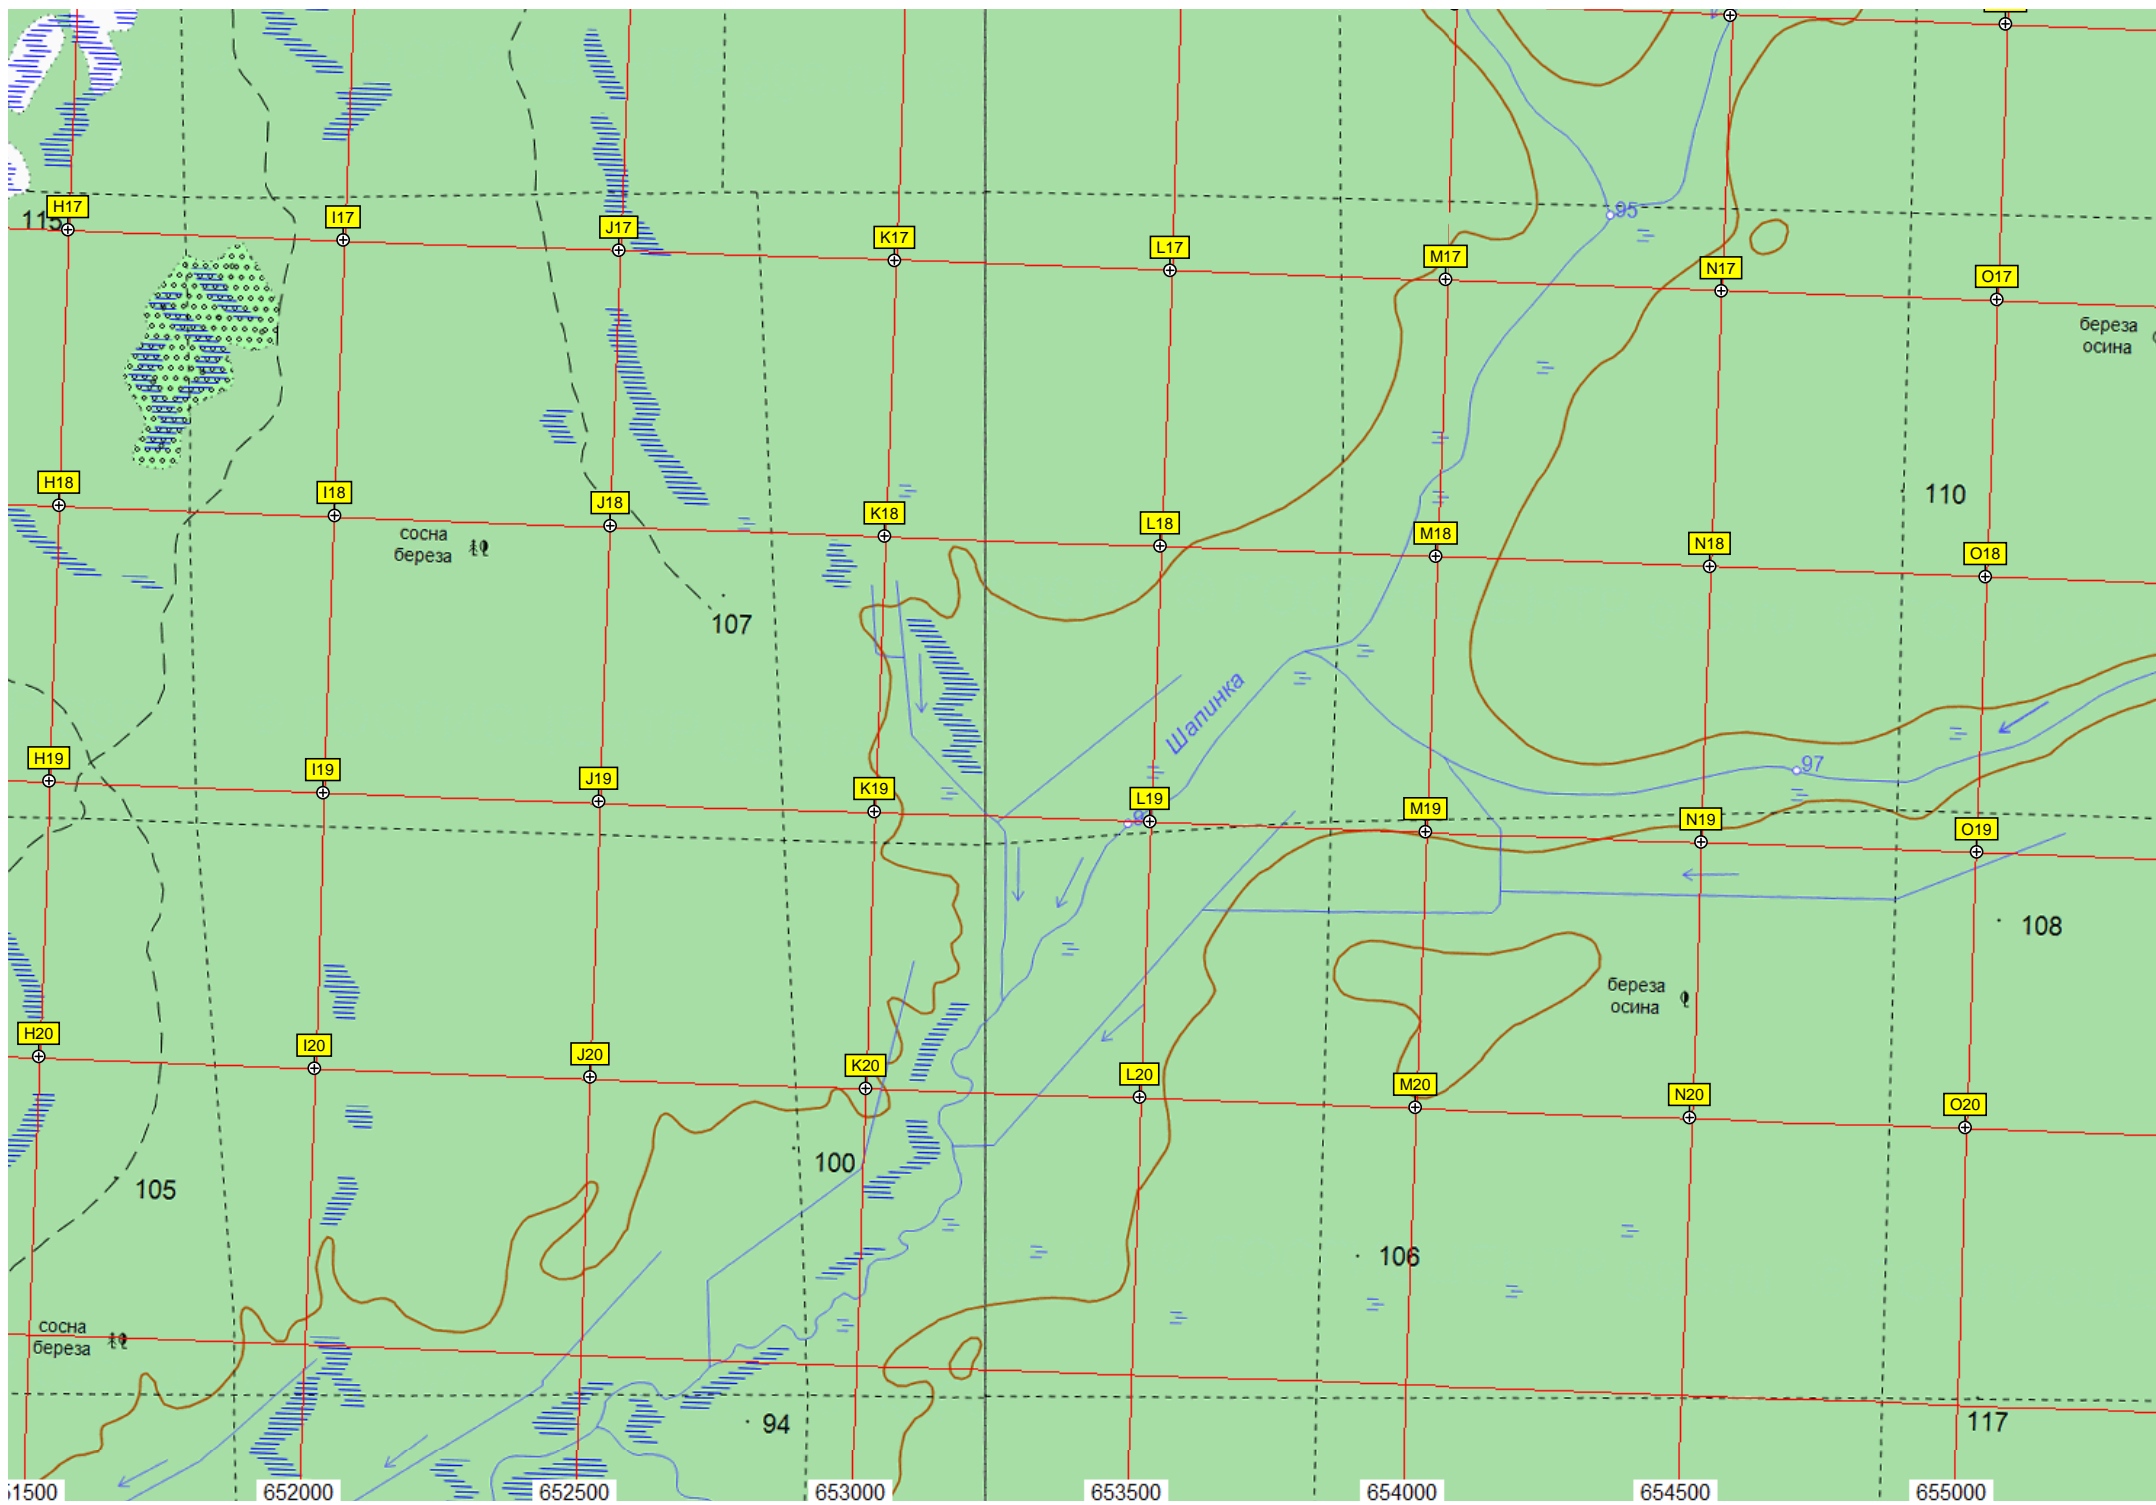 H17
115
I17
J17
K17
95
L17
M17
N17
O17
береза
осина
H18
I18
J18
K18
L18
M18
N18
O18
110
сосна
береза
107
Шапинка
H19
I19
J19
K19
L19
M19
N19
O19
97
108
береза
осина
H20
I20
J20
K20
L20
M20
N20
O20
100
105
106
сосна
береза
94
117
652000
652500
653000
653500
654000
654500
655000